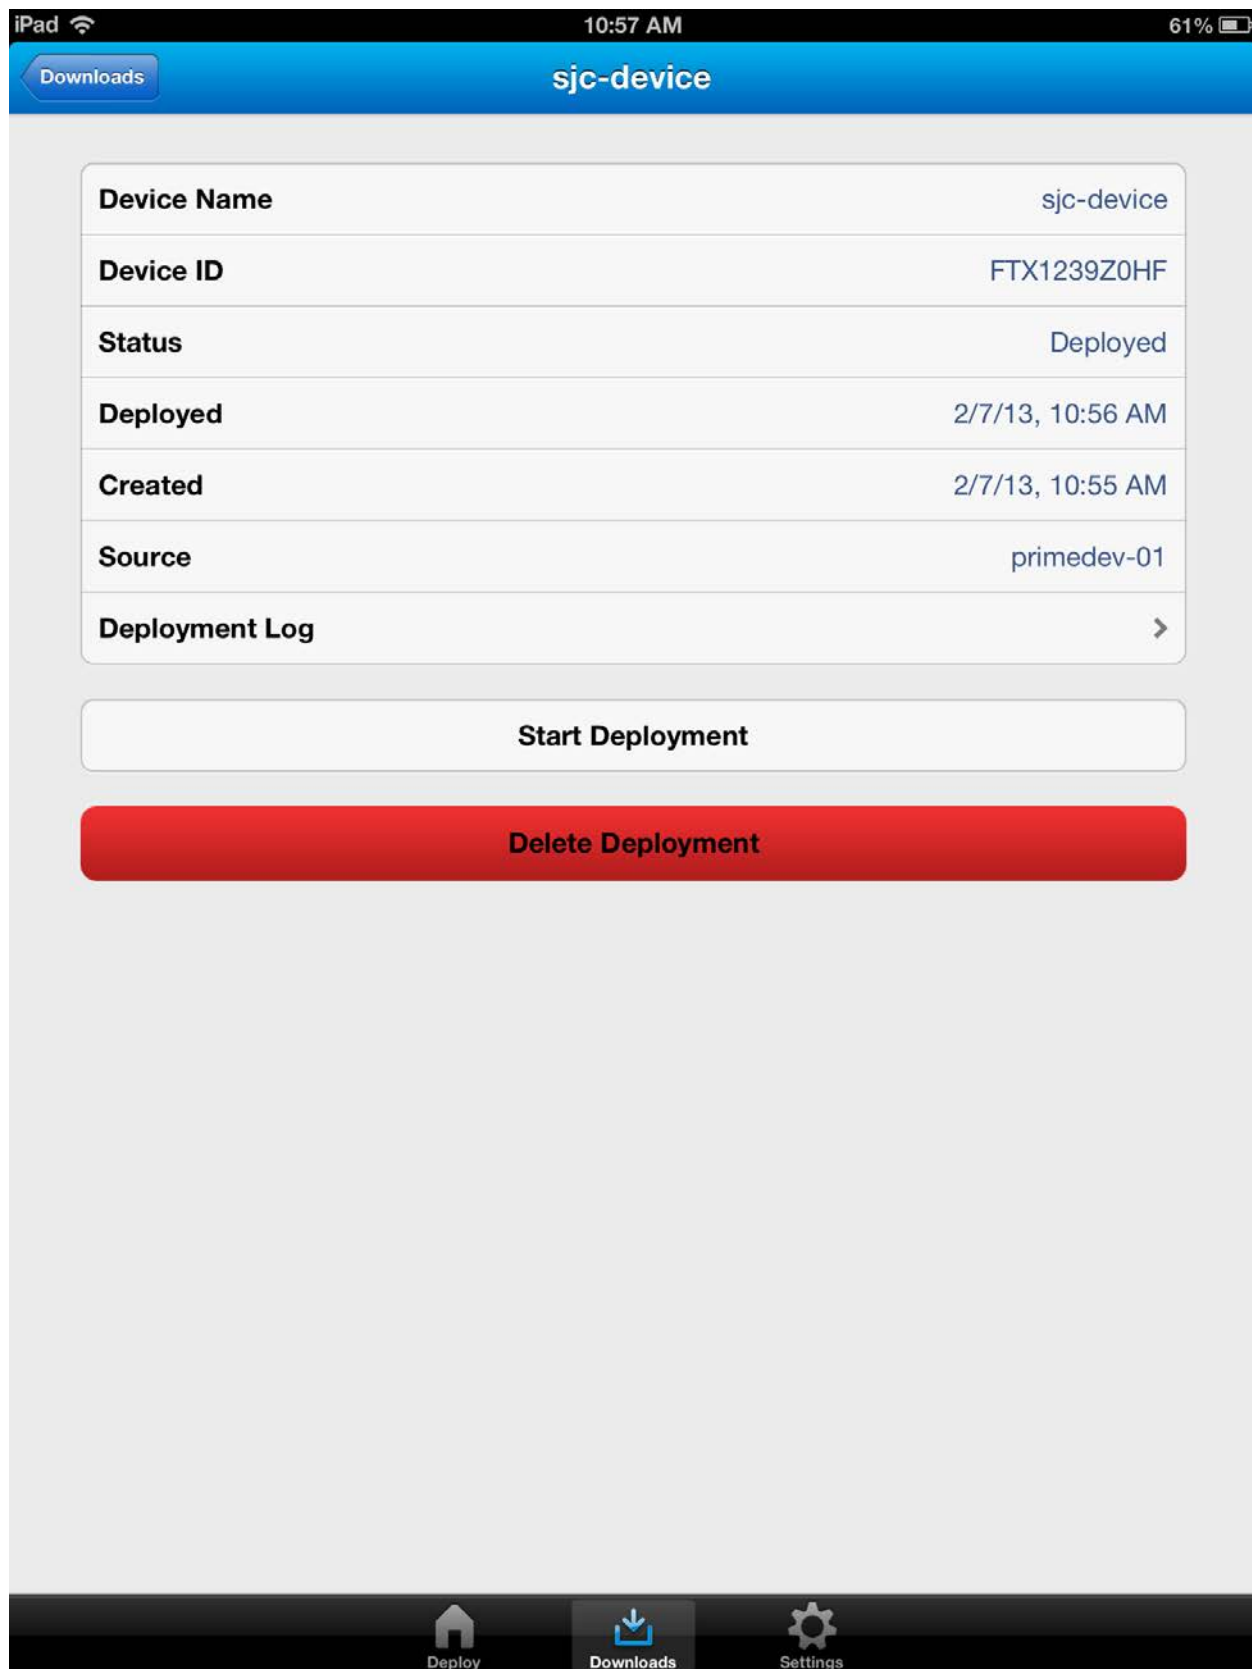 iPad 10:57 AM 61%
Downloads sjc-device
Device Name sjc-device
Device ID FTX1239Z0HF
Status Deployed
Deployed 2/7/13, 10:56 AM
Created 2/7/13, 10:55 AM
Source primedev-01
Deployment Log
Start Deployment
Delete Deployment
Deploy Downloads Settings